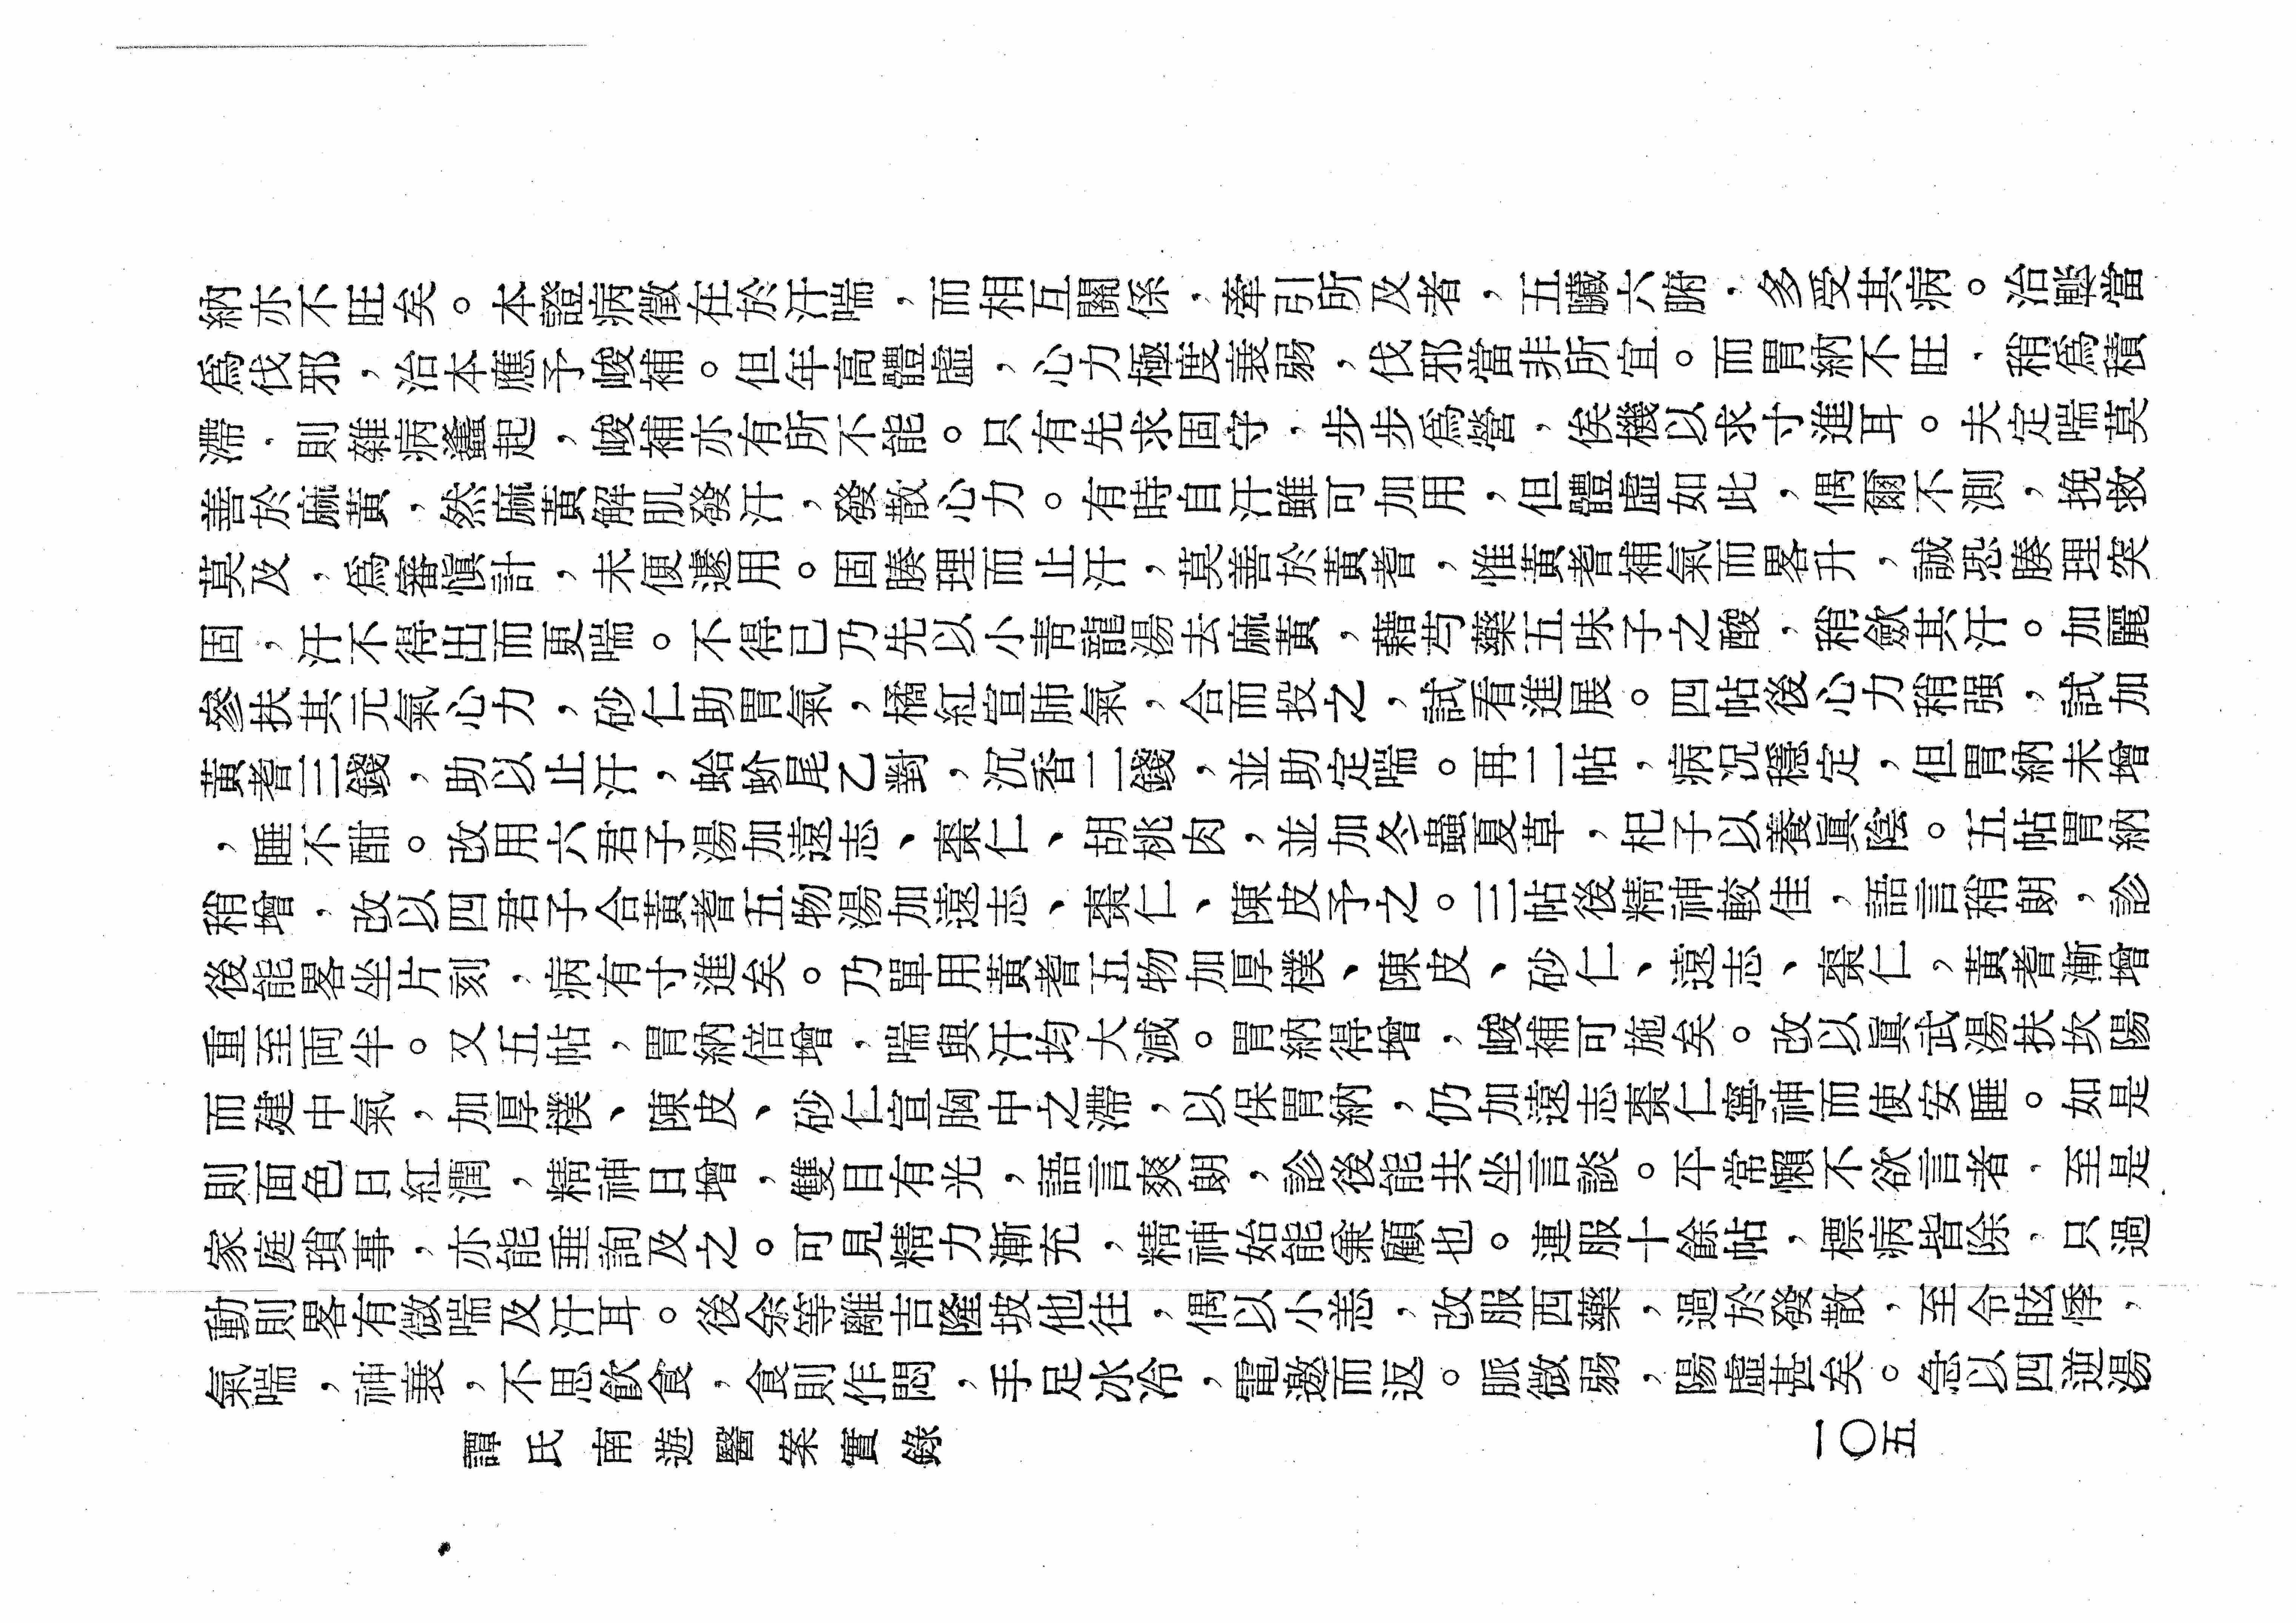 納亦不旺矣。本證病徵在於汗喘，而相互關係，牽引所及者，五臟六腑，多受其病。治標當
爲伐邪，治本應予峻補。但年高體虛，心力極度衰弱，伐邪當非所宜。而胃納不旺，稍爲積
滯，則雜病蠭起，峻補亦有所不能。只有先求固守，步步爲營，俟機以求寸進耳。夫定喘莫
善於麻黃，然麻黃解肌發汗，發散心力。有時自汗雖可加用，但體虛如此，偶爾不測，挽救
莫及，爲審愼計，未便遽用。固腠理而止汗，莫善於黃耆，惟黃耆補氣而畧升，誠恐腠理突
固，汗不得出而更喘。不得已乃先以小靑龍湯去麻黃，藉芍藥五味子之酸，稍歛其汗。加麗
參扶其元氣心力，砂仁助胃氣，橘紅宣肺氣，合而投之，試看進展。四帖後心力稍强，試加
黃耆三錢，助以止汗，蛤蚧尾乙對，沉香二錢，並助定喘。再二帖，病況穩定，但胃納未增
，睡不酣。改用六君子湯加遠志、棗仁、胡桃肉，並加冬蟲夏草，杞子以養眞陰。五帖胃納
稍增，改以四君子合黃耆五物湯加遠志、棗仁、陳皮予之。三帖後精神較佳，語言稍朗，診
後能畧坐片刻，病有寸進矣。乃單用黃耆五物加厚樸、陳皮、砂仁、遠志、棗仁，黃耆漸增
重至両半。又五帖，胃納倍增，喘與汗均大減。胃納得增，峻補可施矣。改以眞武湯扶坎陽
而建中氣，加厚樸、陳皮、砂仁宣胸中之滯，以保胃納，仍加遠志棗仁寧神而使安睡。如是
則面色日紅潤，精神日增，雙目有光，語言爽朗，診後能共坐言談。平常懶不欲言者，至是
家庭瑣事，亦能垂詢及之。可見精力漸充，精神始能兼顧也。連服十餘帖，標病皆除，只過
動則畧有微喘及汗耳。後余等離吉隆坡他往，偶以小恙，改服西藥，過於發散，至令眩悸，
氣喘，神衰，不思飲食，食則作悶，手足冰冷，電邀而返。脈微弱，陽虛甚矣。急以四逆湯
譚氏南遊醫案實錄
一〇五